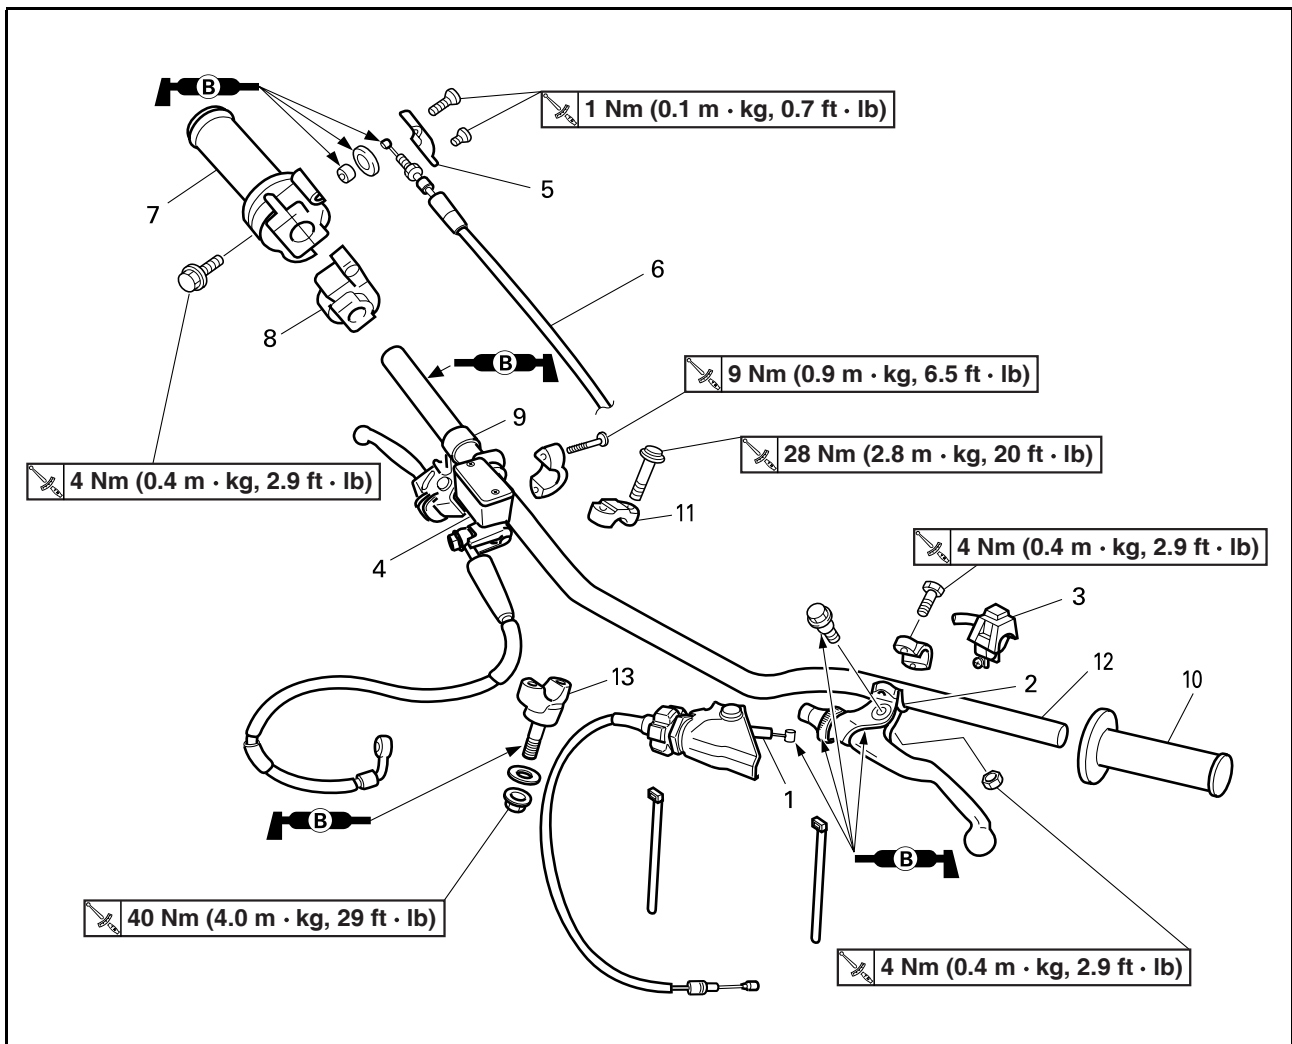 B
1 Nm (0.1 m · kg, 0.7 ft · lb)
5
7
6
8
B
9 Nm (0.9 m · kg, 6.5 ft · lb)
9
28 Nm (2.8 m · kg, 20 ft · lb)
4 Nm (0.4 m · kg, 2.9 ft · lb)
11
4 Nm (0.4 m · kg, 2.9 ft · lb)
4
3
13
2
12
10
1
B
B
40 Nm (4.0 m · kg, 29 ft · lb)
4 Nm (0.4 m · kg, 2.9 ft · lb)